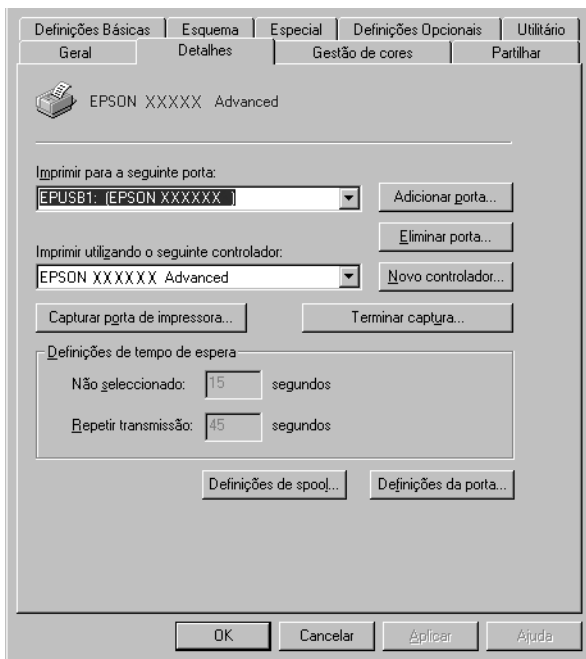 Definições Básicas Esquema Especial Definições Opcionais Utilitário
Geral Detalhes Gestão de cores Partilhar
EPSON XXXXX Advanced
Imprimir para a seguinte porta:
EPUSB1: (EPSON XXXXXX ) Adicionar porta...
Eliminar porta...
Imprimir utilizando o seguinte controlador:
EPSON XXXXXX Advanced Novo controlador...
Capturar porta de impressora... Terminar captura...
Definições de tempo de espera
Não seleccionado: 15 segundos
Repetir transmissão: 45 segundos
Definições de spool... Definições da porta...
OK Cancelar Aplicar Ajuda